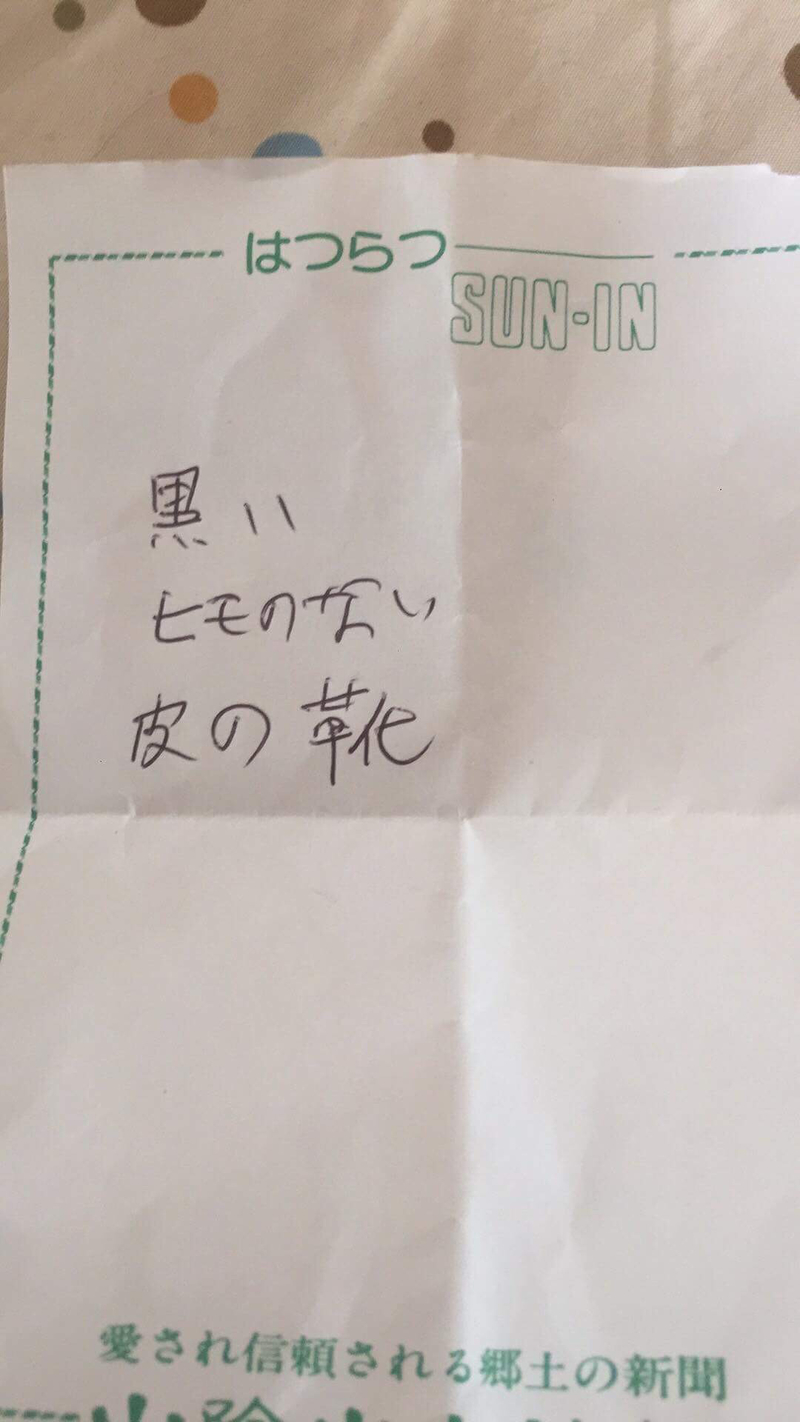 はつらつ
SUN-IN
黒い
ヒモのない
皮の靴
愛され信頼される郷土の新聞